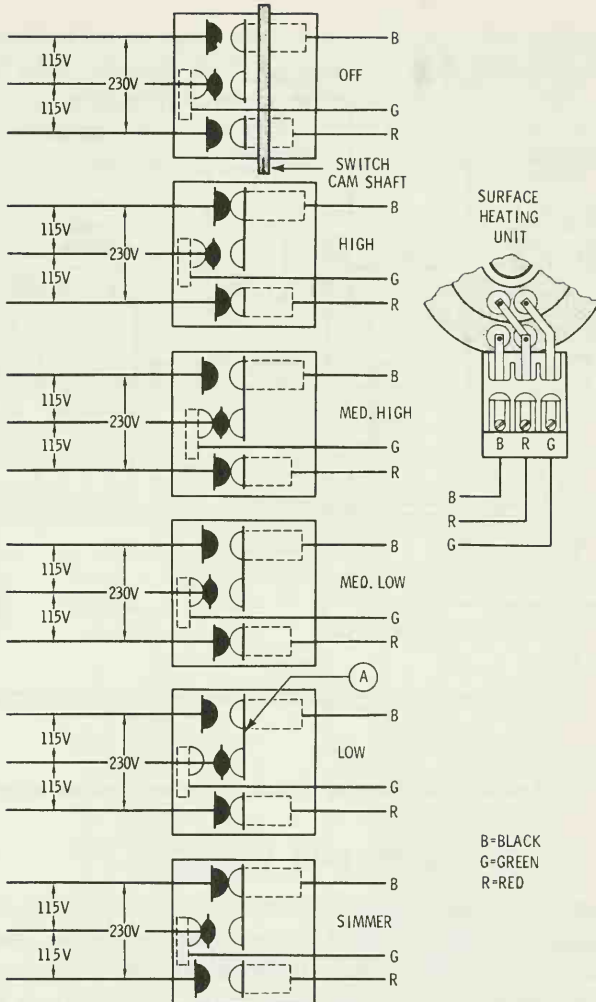 115V
115V
230V
B
OFF
G
R
SWITCH
CAM SHAFT
115V
115V
230V
B
HIGH
G
R
SURFACE
HEATING
UNIT
B R G
B
R
G
115V
115V
230V
B
MED. HIGH
G
R
115V
115V
230V
B
MED. LOW
G
R
A
115V
115V
230V
B
LOW
G
R
B=BLACK
G=GREEN
R=RED
115V
115V
230V
B
SIMMER
G
R